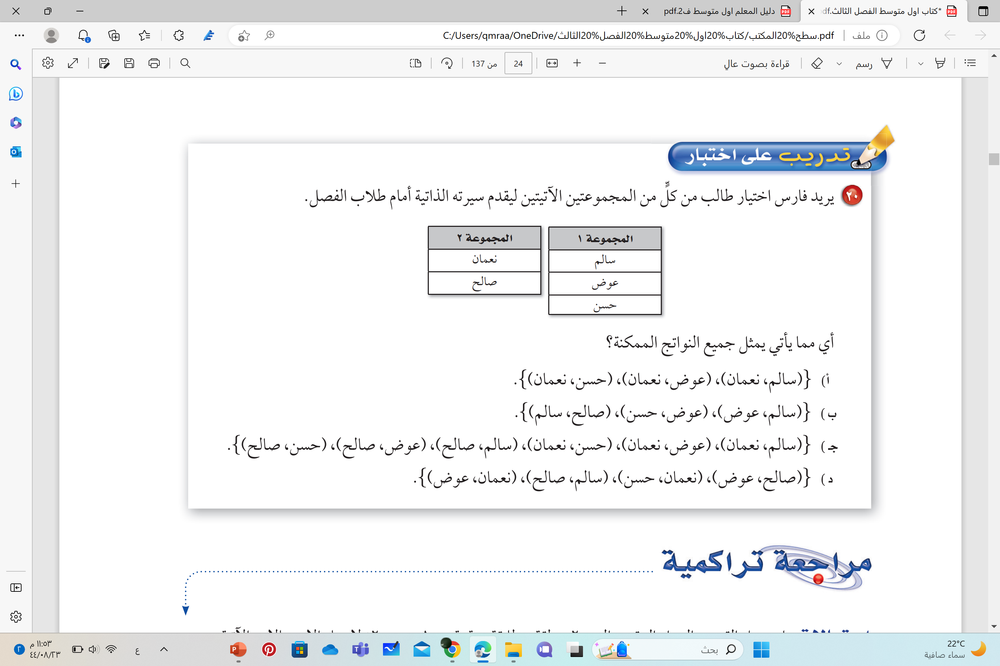 *كتاب اول متوسط الفصل الثالث.pdf
دليل المعلم اول متوسط ف2.pdf
ملف
C:/Users/qmraa/OneDrive/سطح%20المكتب/كتاب%20اول%20متوسط%20الفصل%20الثالث.pdf
رسم
قراءة بصوت عالٍ
24
من 137
تدريب على اختبار
٢٠ يريد فارس اختيار طالب من كلٍّ من المجموعتين الآتيتين ليقدم سيرته الذاتية أمام طلاب الفصل.
المجموعة ١
سالم
عوض
حسن
المجموعة ٢
نعمان
صالح
أي مما يأتي يمثل جميع النواتج الممكنة؟
أ) {(سالم، نعمان)، (عوض، نعمان)، (حسن، نعمان)}.
ب) {(سالم، عوض)، (عوض، حسن)، (صالح، سالم)}.
جـ) {(سالم، نعمان)، (عوض، نعمان)، (حسن، نعمان)، (سالم، صالح)، (عوض، صالح)، (حسن، صالح)}.
د) {(صالح، عوض)، (نعمان، حسن)، (سالم، صالح)، (نعمان، عوض)}.
مراجعة تراكمية
22°C
سماء صافية
بحث
ع
١١:٥٣ م
٤٤/٠٨/٢٣
٢